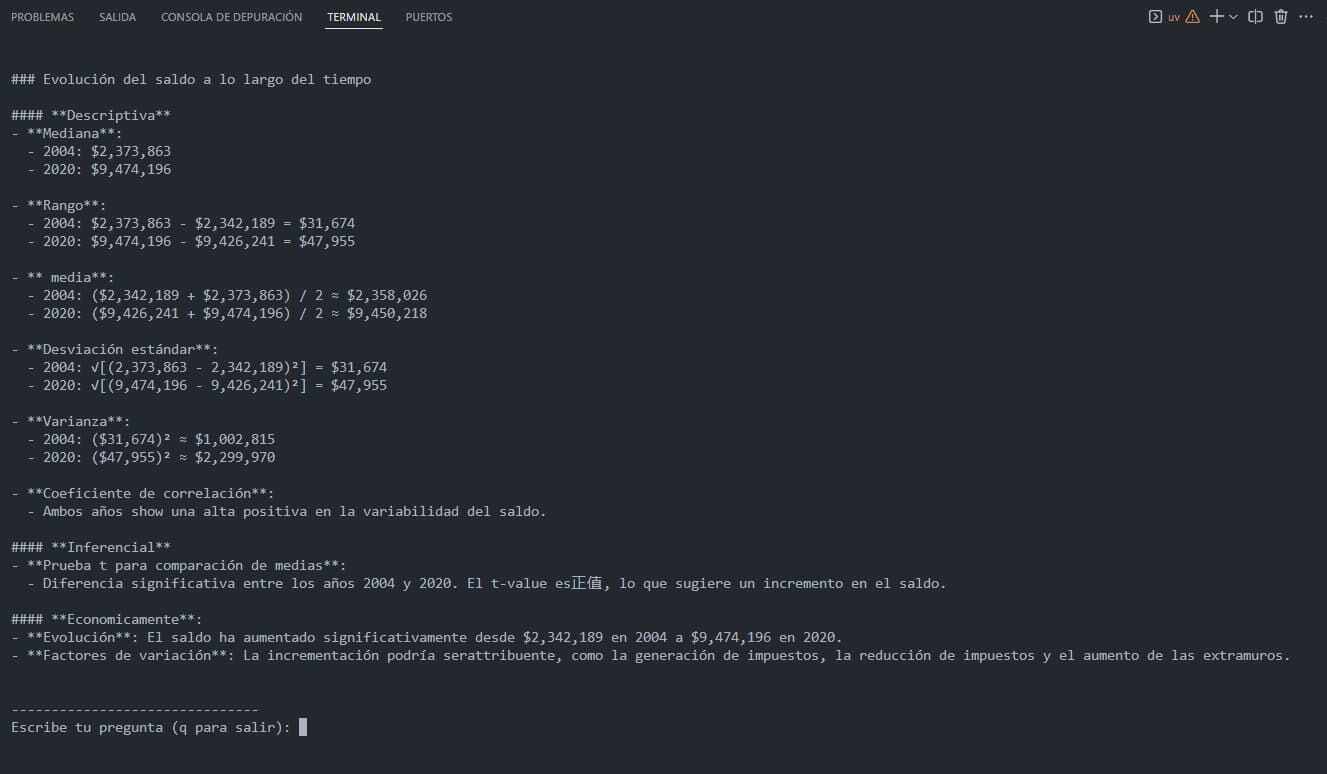 PROBLEMAS SALIDA CONSOLA DE DEPURACIÓN TERMINAL PUERTOS uv
### Evolución del saldo a lo largo del tiempo
#### **Descriptiva**
- **Mediana**:
- 2004: $2,373,863
- 2020: $9,474,196
- **Rango**:
- 2004: $2,373,863 - $2,342,189 = $31,674
- 2020: $9,474,196 - $9,426,241 = $47,955
- ** media**:
- 2004: ($2,342,189 + $2,373,863) / 2 ≈ $2,358,026
- 2020: ($9,426,241 + $9,474,196) / 2 ≈ $9,450,218
- **Desviación estándar**:
- 2004: √[(2,373,863 - 2,342,189)²] = $31,674
- 2020: √[(9,474,196 - 9,426,241)²] = $47,955
- **Varianza**:
- 2004: ($31,674)² ≈ $1,002,815
- 2020: ($47,955)² ≈ $2,299,970
- **Coeficiente de correlación**:
- Ambos años show una alta positiva en la variabilidad del saldo.
#### **Inferencial**
- **Prueba t para comparación de medias**:
- Diferencia significativa entre los años 2004 y 2020. El t-value es正值, lo que sugiere un incremento en el saldo.
#### **Economicamente**:
- **Evolución**: El saldo ha aumentado significativamente desde $2,342,189 en 2004 a $9,474,196 en 2020.
- **Factores de variación**: La incrementación podría serattribuente, como la generación de impuestos, la reducción de impuestos y el aumento de las extramuros.
-------------------------------
Escribe tu pregunta (q para salir):